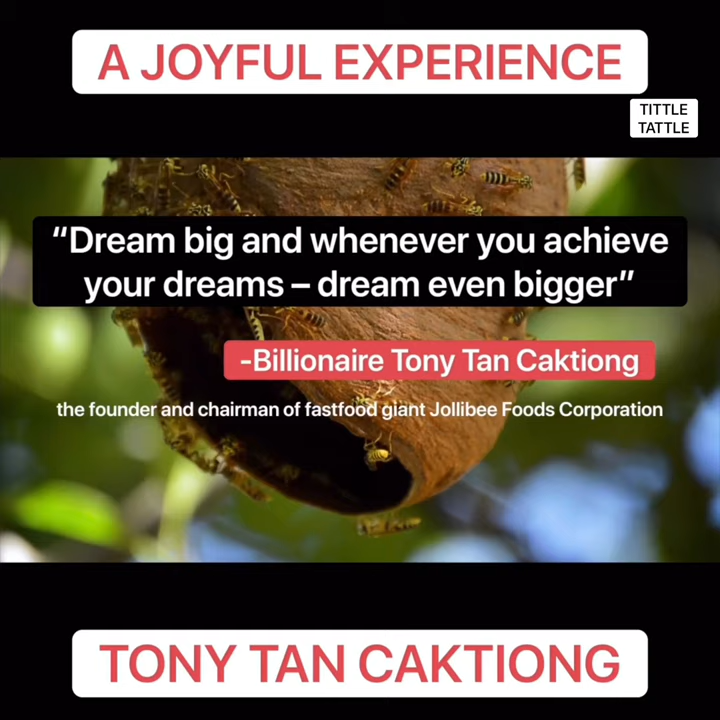 A JOYFUL EXPERIENCE
TITTLE
TATTLE
“Dream big and whenever you achieve
your dreams – dream even bigger”
-Billionaire Tony Tan Caktiong
the founder and chairman of fastfood giant Jollibee Foods Corporation
TONY TAN CAKTIONG